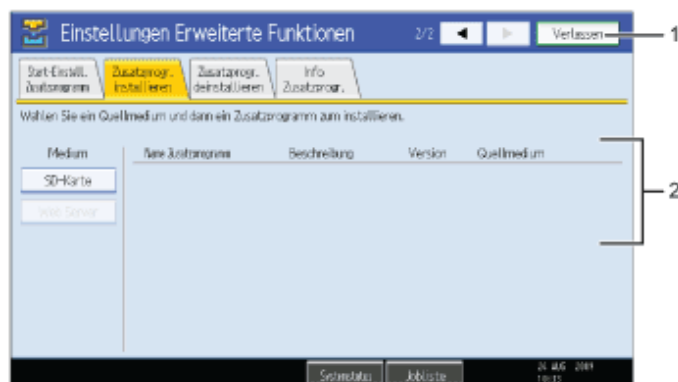 Einstellungen Erweiterte Funktionen 2/2 ◄ ► Verlassen 1
Start-Einstell. Zusatzprogramm
Zusatzprogr. installieren
Zusatzprogr. deinstallieren
Info Zusatzprogr.
Wählen Sie ein Quellmedium und dann ein Zusatzprogramm zum installieren.
Medium Name Zusatzprogramm Beschreibung Version Quellmedium
SD-Karte
2
Web Server
Systemstatus Jobliste 26 AUG 2009